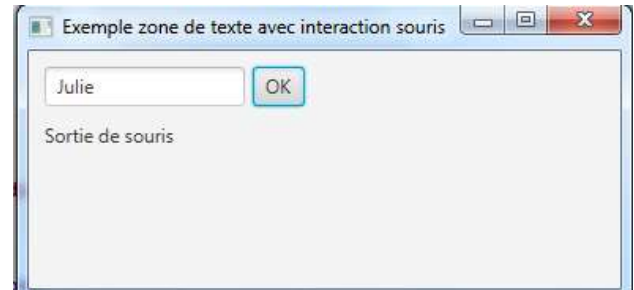 Exemple zone de texte avec interaction souris
Julie OK
Sortie de souris